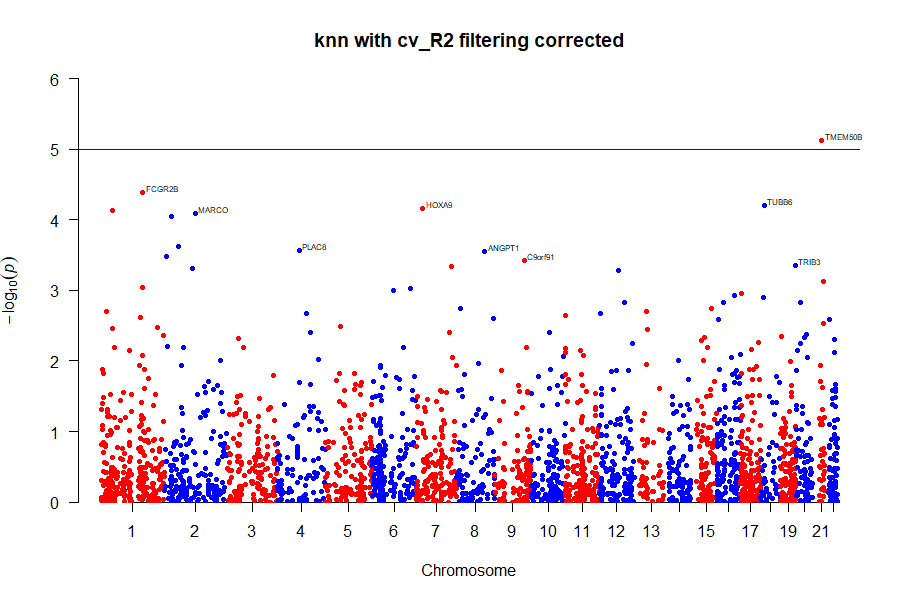 knn with cv_R2 filtering corrected
6
TMEM50B
5
FCGR2B
MARCO
HOXA9
TUBB6
4
PLAC8
ANGPT1
C9orf91
TRIB3
−log10(p)
3
2
1
0
1 2 3 4 5 6 7 8 9 10 11 12 13 15 17 19 21
Chromosome